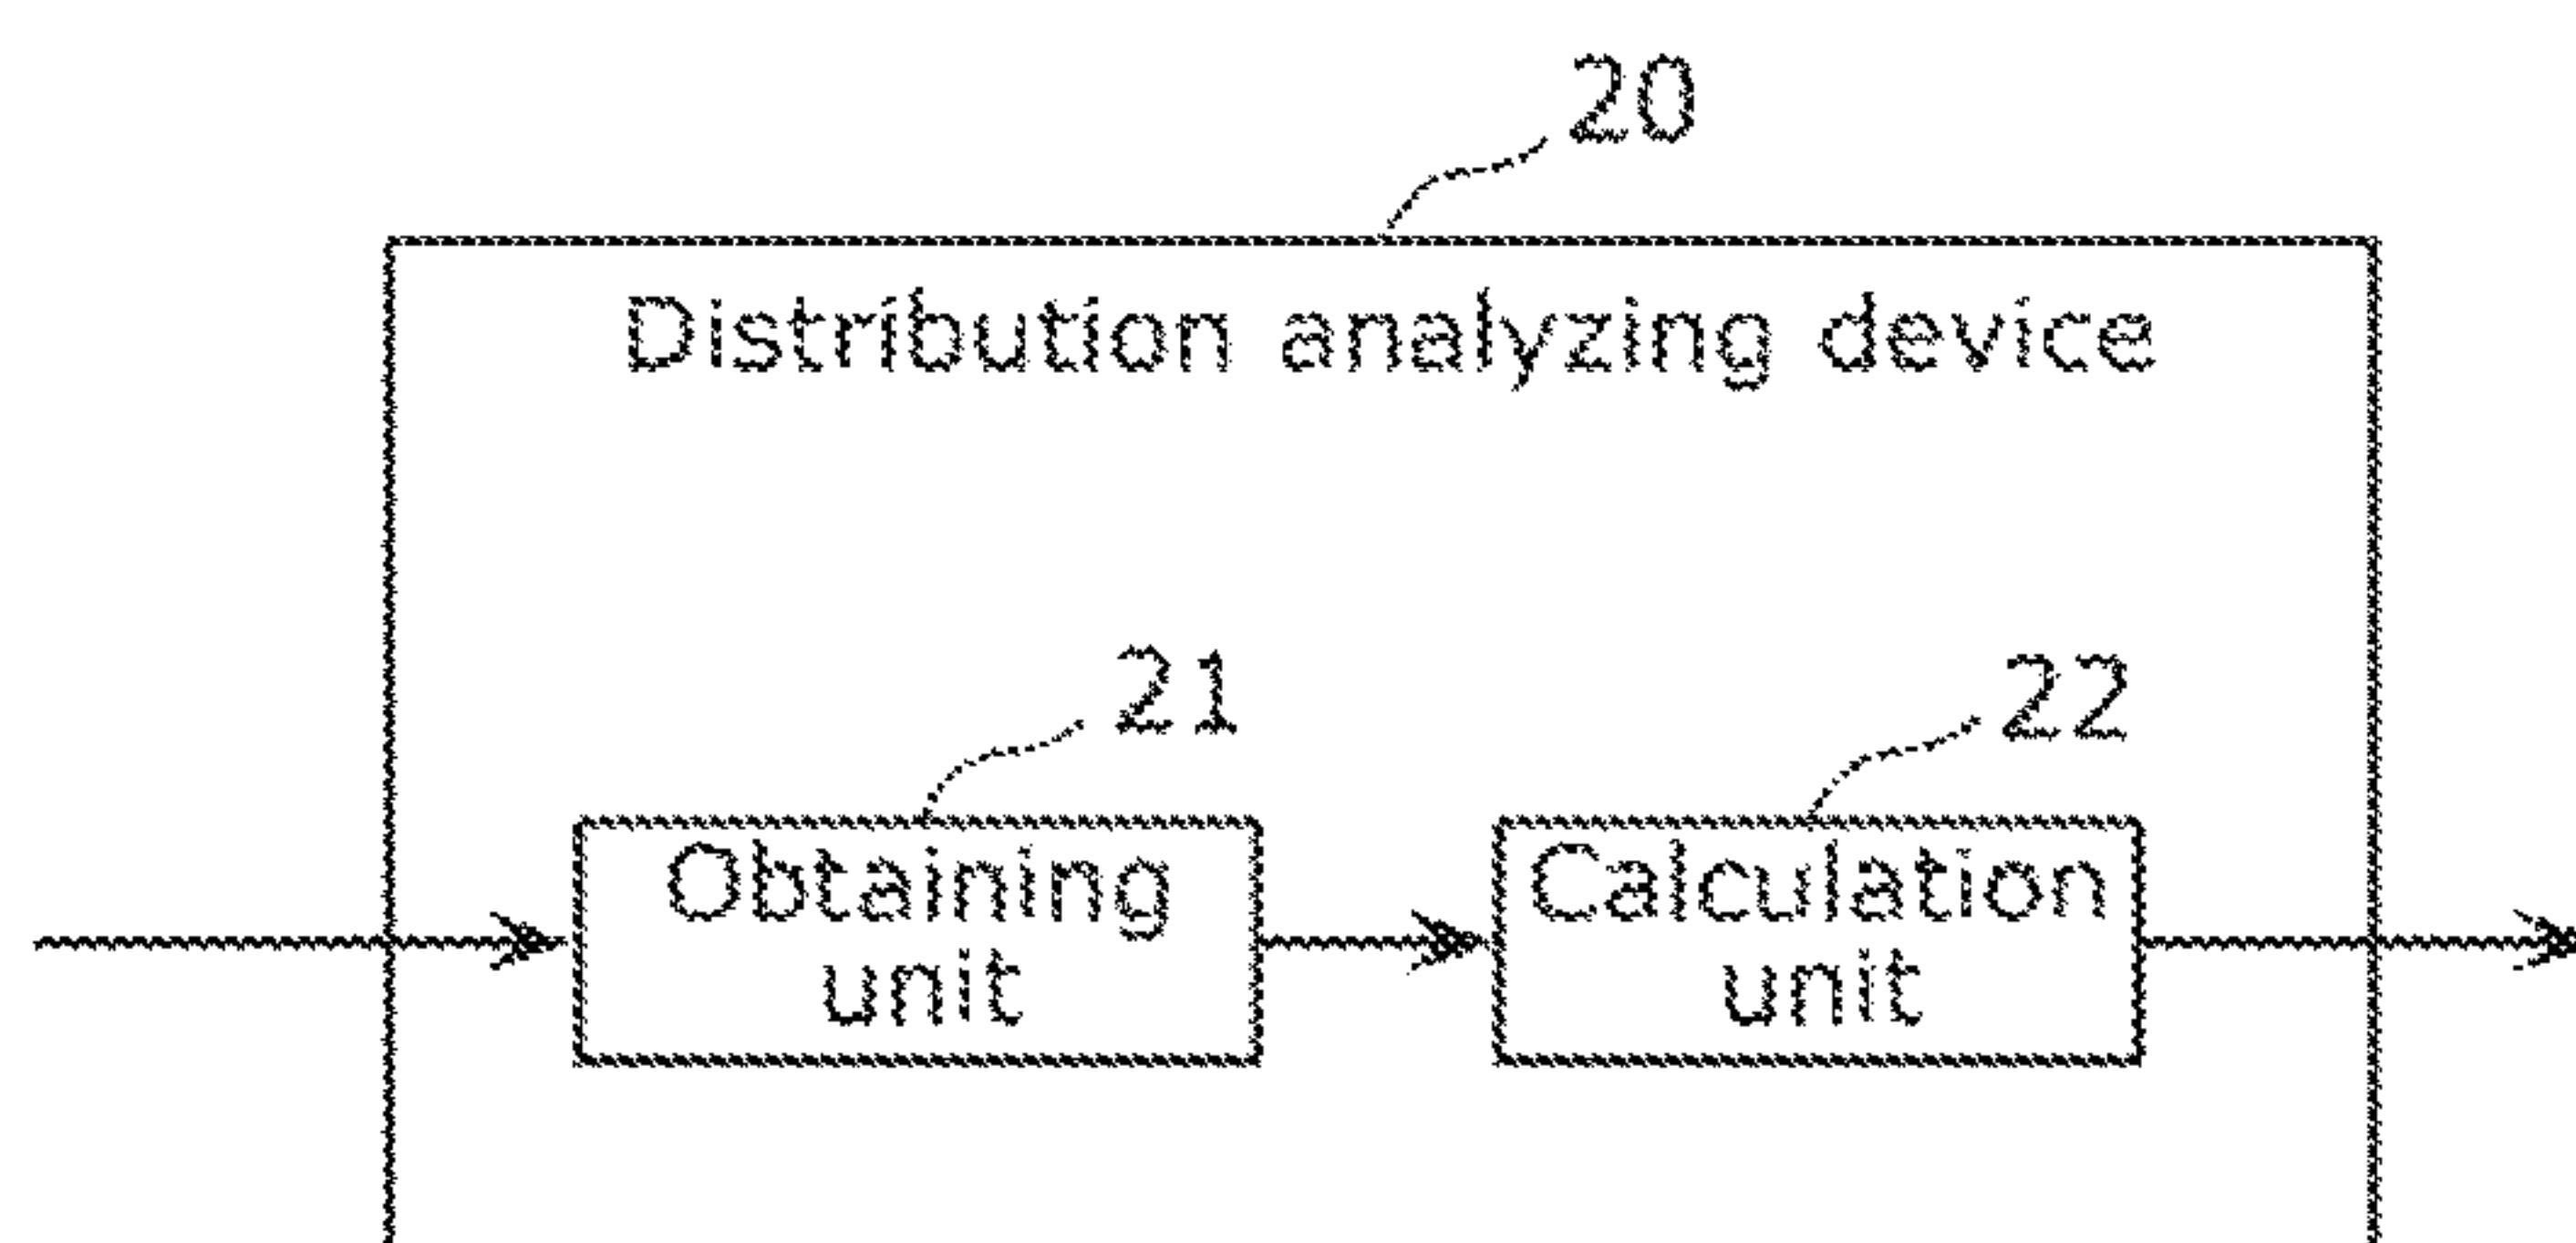 20
Distribution analyzing device
21
22
Obtaining
unit
Calculation
unit